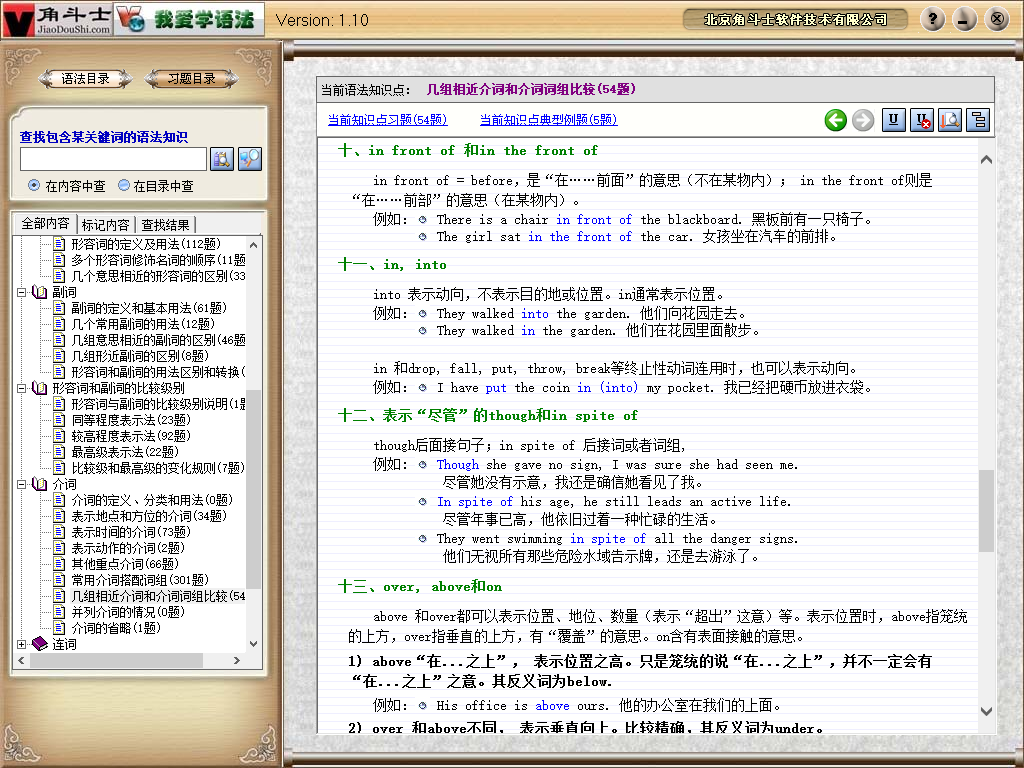 角斗士
JiaoDouShi.com
我爱学语法
Version: 1.10
北京角斗士软件技术有限公司
语法目录
习题目录
查找包含某关键词的语法知识
在内容中查
在目录中查
全部内容
标记内容
查找结果
形容词的定义及用法(112题)
多个形容词修饰名词的顺序(11题
几个意思相近的形容词的区别(33
副词
副词的定义和基本用法(61题)
几个常用副词的用法(12题)
几组意思相近的副词的区别(46题
几组形近副词的区别(8题)
形容词和副词的用法区别和转换(
形容词和副词的比较级别
形容词与副词的比较级别说明(1题
同等程度表示法(23题)
较高程度表示法(92题)
最高级表示法(22题)
比较级和最高级的变化规则(7题)
介词
介词的定义、分类和用法(0题)
表示地点和方位的介词(34题)
表示时间的介词(73题)
表示动作的介词(2题)
其他重点介词(66题)
常用介词搭配词组(301题)
几组相近介词和介词词组比较(54
并列介词的情况(0题)
介词的省略(1题)
连词
当前语法知识点： 几组相近介词和介词词组比较(54题)
当前知识点习题(54题)
当前知识点典型例题(5题)
十、in front of 和in the front of
in front of = before，是“在……前面”的意思（不在某物内）； in the front of则是
“在……前部”的意思（在某物内）。
例如： There is a chair in front of the blackboard. 黑板前有一只椅子。
The girl sat in the front of the car. 女孩坐在汽车的前排。
十一、in, into
into 表示动向，不表示目的地或位置。in通常表示位置。
例如： They walked into the garden. 他们向花园走去。
They walked in the garden. 他们在花园里面散步。
in 和drop, fall, put, throw, break等终止性动词连用时，也可以表示动向。
例如： I have put the coin in (into) my pocket. 我已经把硬币放进衣袋。
十二、表示“尽管”的though和in spite of
though后面接句子；in spite of 后接词或者词组，
例如： Though she gave no sign, I was sure she had seen me.
尽管她没有示意，我还是确信她看见了我。
In spite of his age, he still leads an active life.
尽管年事已高，他依旧过着一种忙碌的生活。
They went swimming in spite of all the danger signs.
他们无视所有那些危险水域告示牌，还是去游泳了。
十三、over, above和on
above 和over都可以表示位置、地位、数量（表示“超出”这意）等。表示位置时，above指笼统
的上方，over指垂直的上方，有“覆盖”的意思。on含有表面接触的意思。
1) above“在...之上”， 表示位置之高。只是笼统的说“在...之上”，并不一定会有
“在...之上”之意。其反义词为below.
例如： His office is above ours. 他的办公室在我们的上面。
2) over 和above不同， 表示垂直向上。比较精确，其反义词为under。